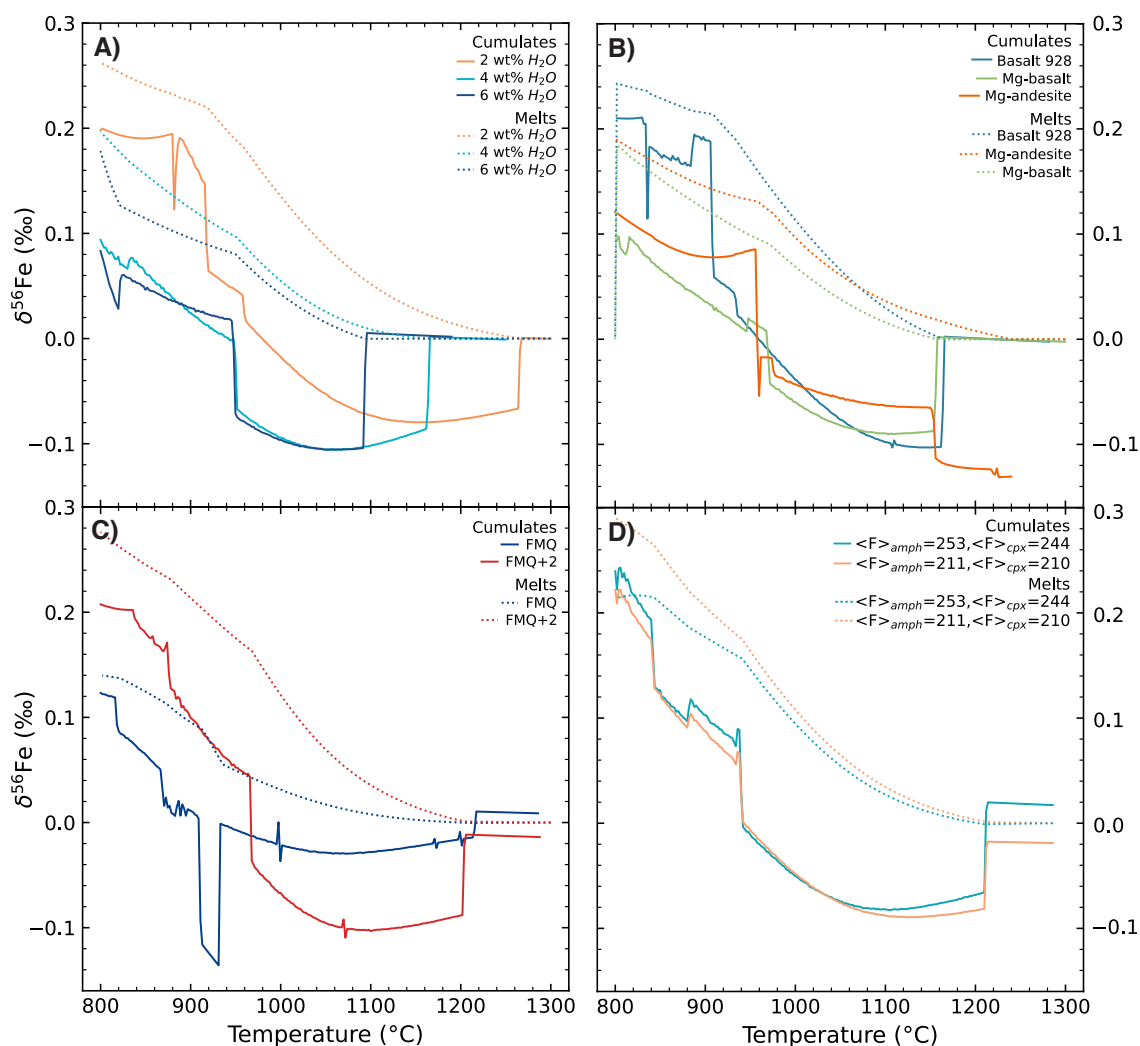 A)
Cumulates
2 wt% H₂O
4 wt% H₂O
6 wt% H₂O
Melts
2 wt% H₂O
4 wt% H₂O
6 wt% H₂O
0.3
0.2
0.1
0.0
−0.1
δ⁵⁶Fe (‰)
B)
Cumulates
Basalt 928
Mg-basalt
Mg-andesite
Melts
Basalt 928
Mg-andesite
Mg-basalt
0.3
0.2
0.1
0.0
−0.1
C)
Cumulates
FMQ
FMQ+2
Melts
FMQ
FMQ+2
0.3
0.2
0.1
0.0
−0.1
δ⁵⁶Fe (‰)
800 900 1000 1100 1200 1300
Temperature (°C)
D)
Cumulates
<F>amph=253,<F>cpx=244
<F>amph=211,<F>cpx=210
Melts
<F>amph=253,<F>cpx=244
<F>amph=211,<F>cpx=210
0.3
0.2
0.1
0.0
−0.1
800 900 1000 1100 1200 1300
Temperature (°C)